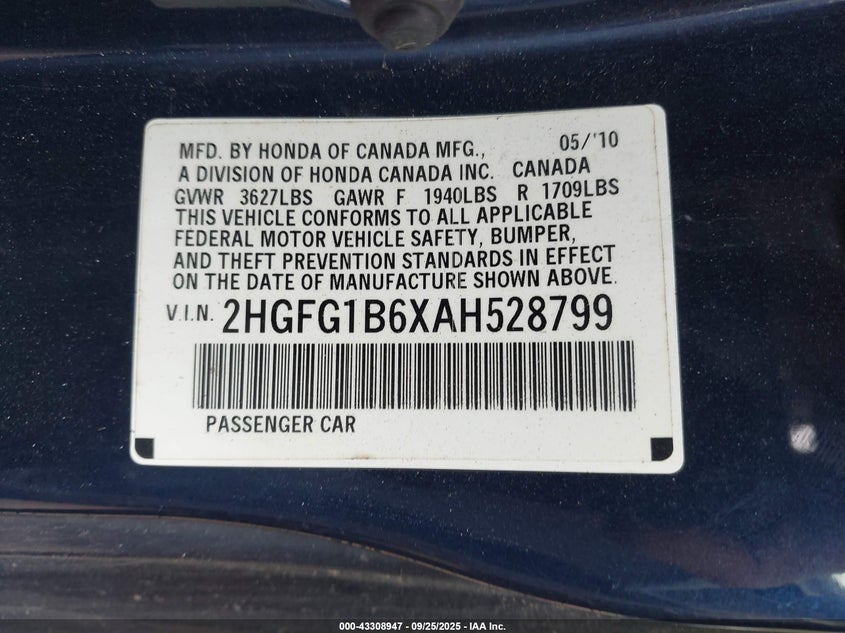 MFD. BY HONDA OF CANADA MFG., 05/'10
A DIVISION OF HONDA CANADA INC. CANADA
GVWR 3627LBS GAWR F 1940LBS R 1709LBS
THIS VEHICLE CONFORMS TO ALL APPLICABLE
FEDERAL MOTOR VEHICLE SAFETY, BUMPER,
AND THEFT PREVENTION STANDARDS IN EFFECT
ON THE DATE OF MANUFACTURE SHOWN ABOVE.
V.I.N. 2HGFG1B6XAH528799
PASSENGER CAR
000-43308947 - 09/25/2025 - IAA Inc.